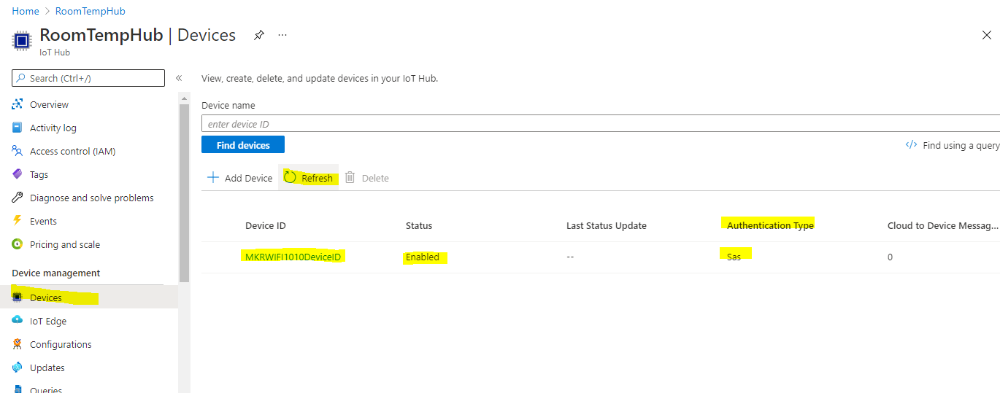 Home > RoomTempHub
RoomTempHub | Devices ...
IoT Hub
Search (Ctrl+/) «
Overview
Activity log
Access control (IAM)
Tags
Diagnose and solve problems
Events
Pricing and scale
Device management
Devices
IoT Edge
Configurations
Updates
Queries
View, create, delete, and update devices in your IoT Hub.
Device name
enter device ID
Find devices
</> Find using a query
+ Add Device Refresh Delete
Device ID Status Last Status Update Authentication Type Cloud to Device Messag...
MKRWIFI1010DeviceID Enabled -- Sas 0